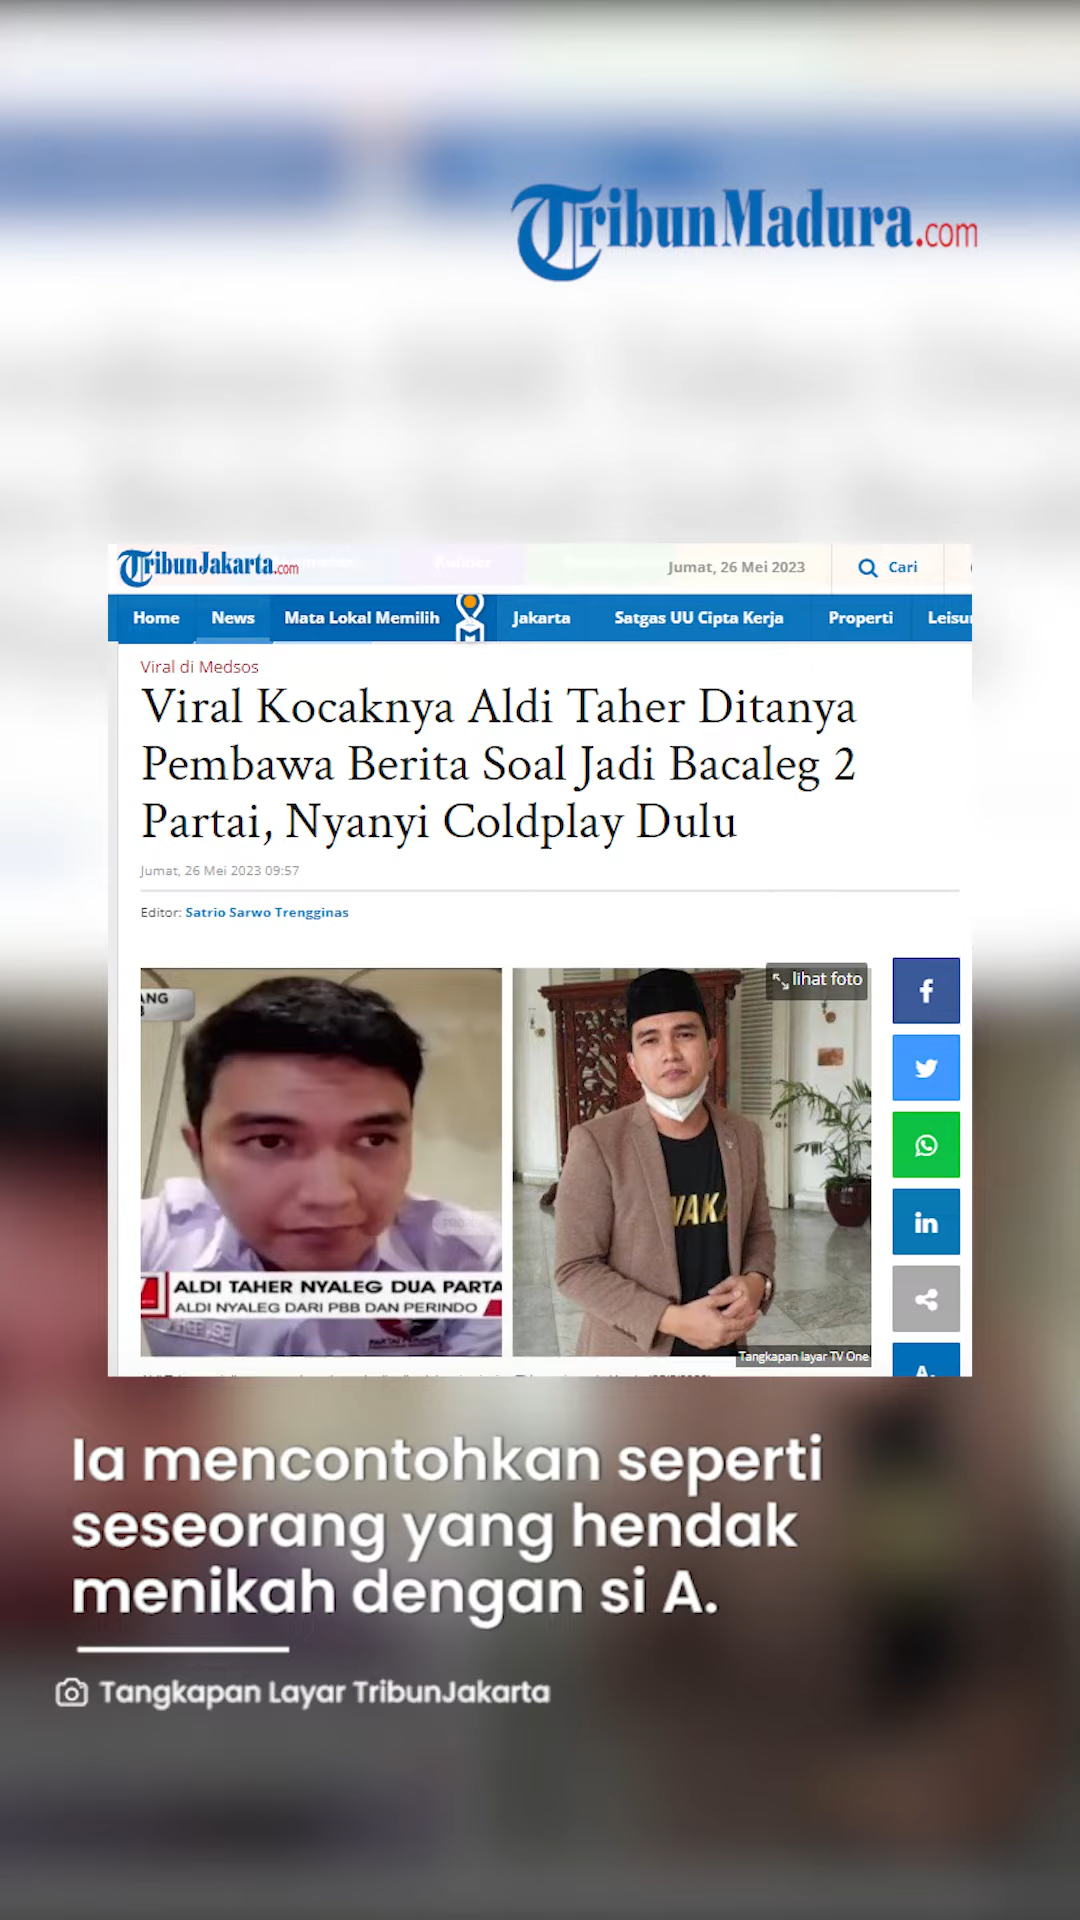 TribunMadura.com
TribunJakarta.com
Kuliner
Jumat, 26 Mei 2023
Cari
Home
News
Mata Lokal Memilih
Jakarta
Satgas UU Cipta Kerja
Properti
Leisu
Viral di Medsos
Viral Kocaknya Aldi Taher Ditanya
Pembawa Berita Soal Jadi Bacaleg 2
Partai, Nyanyi Coldplay Dulu
Jumat, 26 Mei 2023 09:57
Editor: Satrio Sarwo Trengginas
ANG
lihat foto
WAKA
ALDI TAHER NYALEG DUA PARTA
ALDI NYALEG DARI PBB DAN PERINDO
Tangkapan layar TV One
Ia mencontohkan seperti
seseorang yang hendak
menikah dengan si A.
Tangkapan Layar TribunJakarta